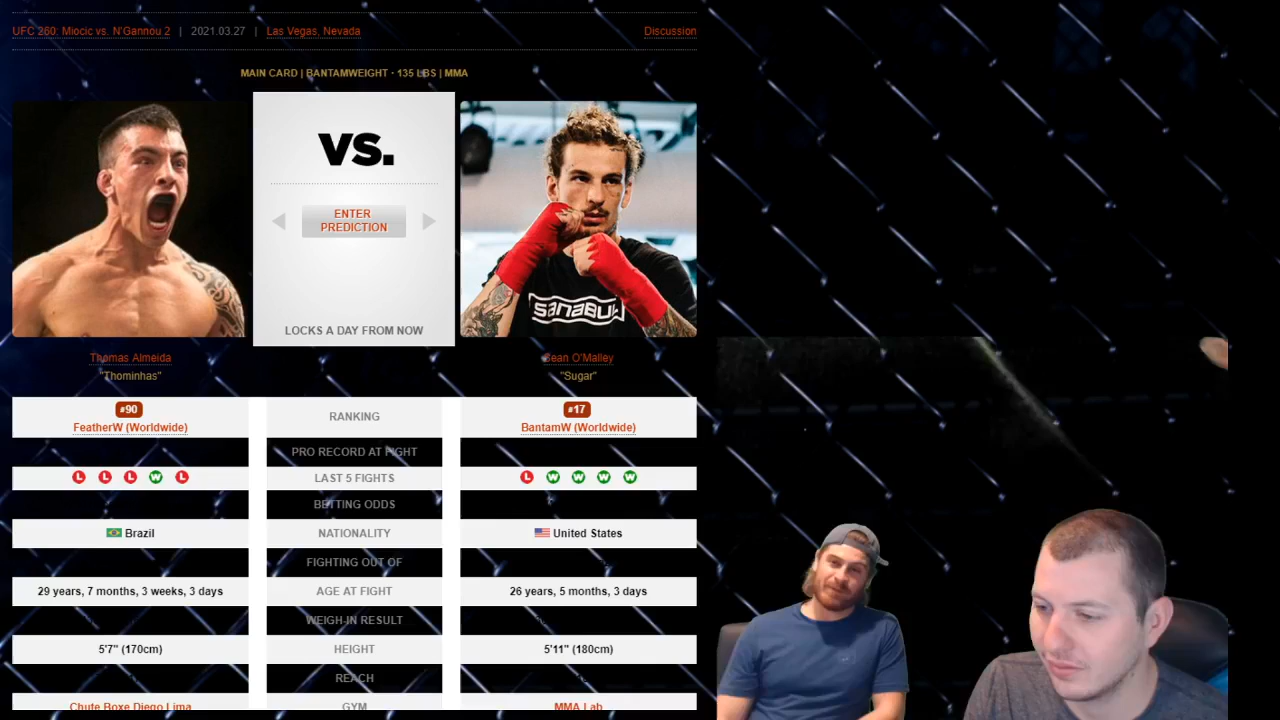 UFC 260: Miocic vs. N'Gannou 2 | 2021.03.27 | Las Vegas, Nevada Discussion
MAIN CARD | BANTAMWEIGHT · 135 LBS | MMA
VS.
ENTER
PREDICTION
LOCKS A DAY FROM NOW
SANABUL
Thomas Almeida Sean O'Malley
"Thominhas" "Sugar"
#90 #17
FeatherW (Worldwide) RANKING BantamW (Worldwide)
PRO RECORD AT FIGHT
L L L W L LAST 5 FIGHTS L W W W W
BETTING ODDS
Brazil NATIONALITY United States
FIGHTING OUT OF
29 years, 7 months, 3 weeks, 3 days AGE AT FIGHT 26 years, 5 months, 3 days
WEIGH-IN RESULT
5'7" (170cm) HEIGHT 5'11" (180cm)
REACH
Chute Boxe Diego Lima GYM MMA Lab